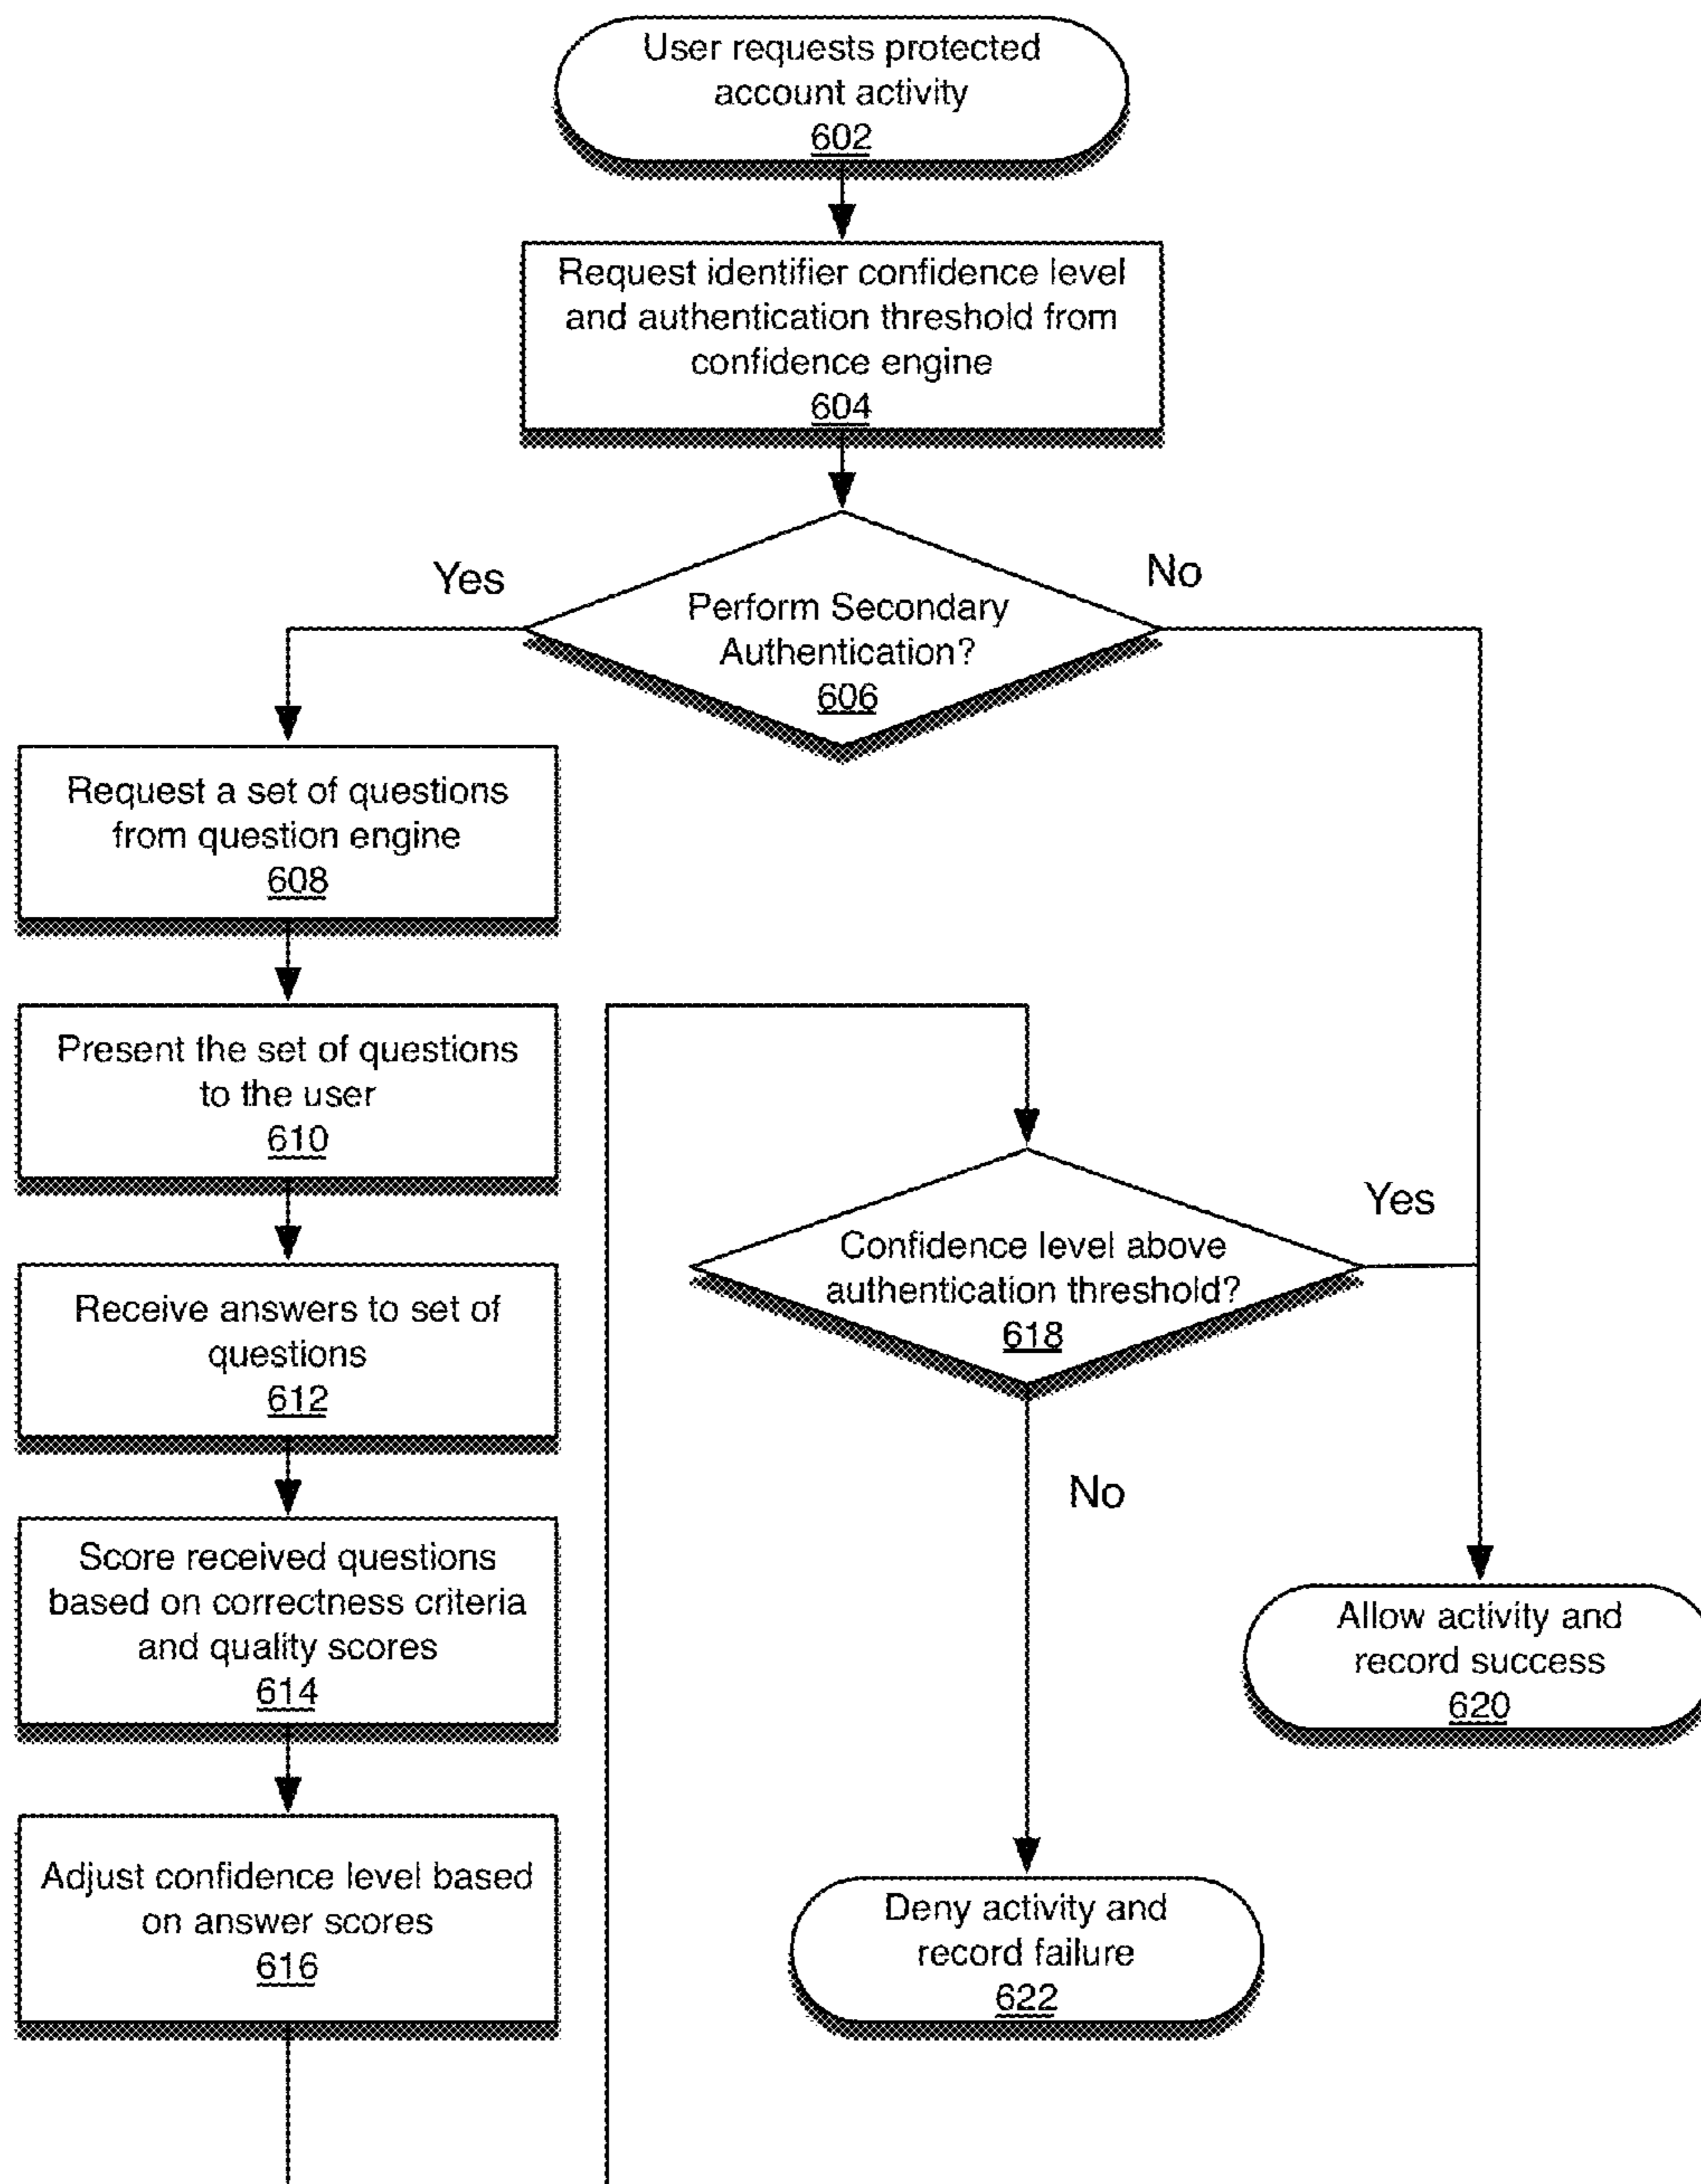 User requests protected
account activity
602
Request identifier confidence level
and authentication threshold from
confidence engine
604
Yes
No
Perform Secondary
Authentication?
606
Request a set of questions
from question engine
608
Present the set of questions
to the user
610
Receive answers to set of
questions
612
Score received questions
based on correctness criteria
and quality scores
614
Adjust confidence level based
on answer scores
616
Confidence level above
authentication threshold?
618
Yes
No
Allow activity and
record success
620
Deny activity and
record failure
622